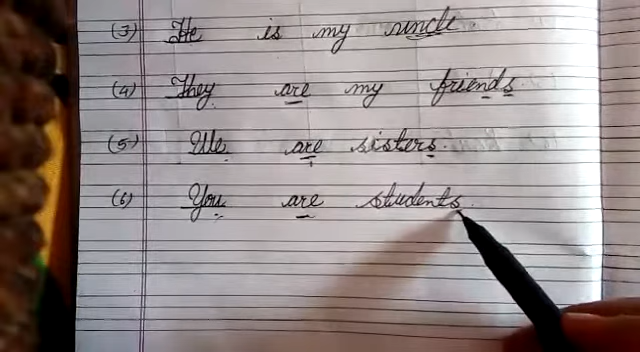 (3) He is my uncle.
(4) They are my friends.
(5) We are sisters.
(6) You are students.